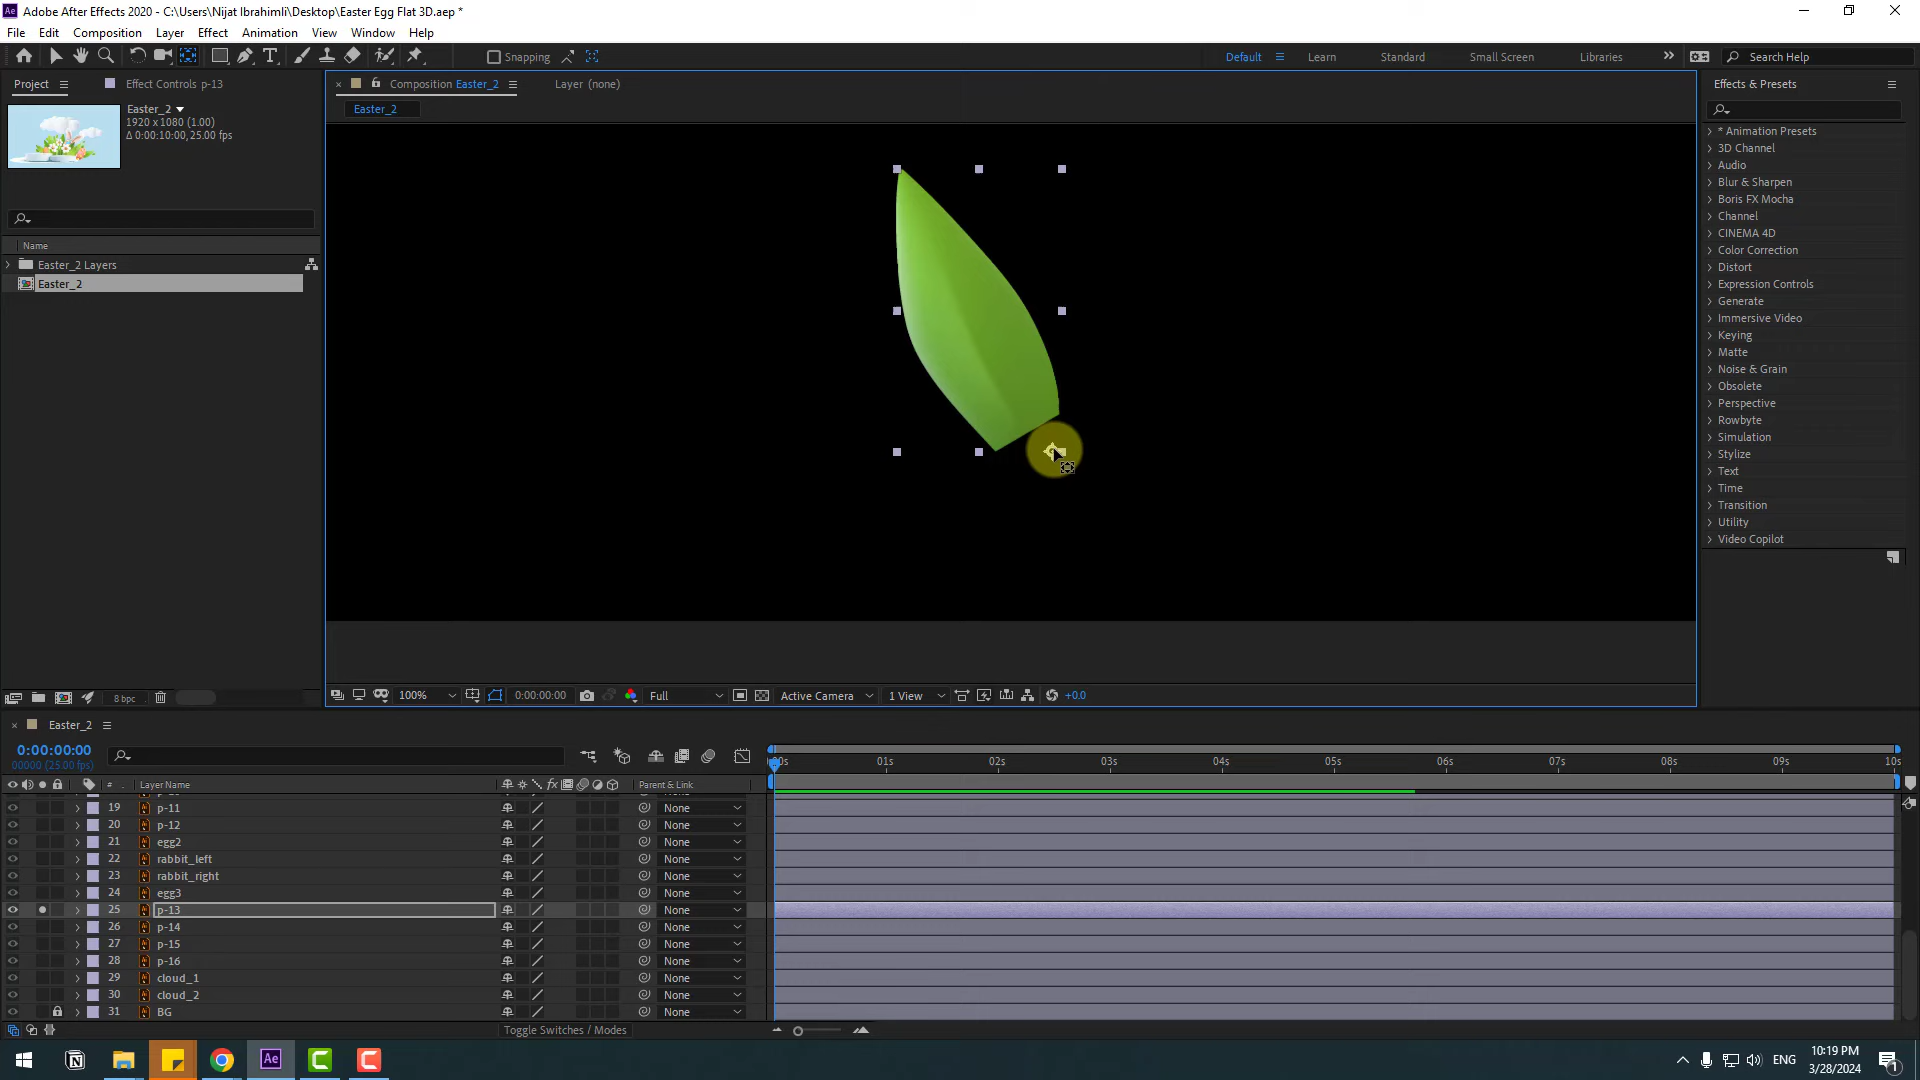 Adobe After Effects 2020 - C:\Users\Nijat Ibrahimli\Desktop\Easter Egg Flat 3D.aep *
File Edit Composition Layer Effect Animation View Window Help
Snapping
Default Learn Standard Small Screen Libraries Search Help
Project Effect Controls p-13
Composition Easter_2 Layer (none)
Effects & Presets
Easter_2
1920 x 1080 (1.00)
Δ 0:00:10:00, 25.00 fps
Easter_2
Name
Easter_2 Layers
Easter_2
* Animation Presets
3D Channel
Audio
Blur & Sharpen
Boris FX Mocha
Channel
CINEMA 4D
Color Correction
Distort
Expression Controls
Generate
Immersive Video
Keying
Matte
Noise & Grain
Obsolete
Perspective
Rowbyte
Simulation
Stylize
Text
Time
Transition
Utility
Video Copilot
8 bpc
100% 0:00:00:00 Full Active Camera 1 View +0.0
Easter_2
0:00:00:00
00000 (25.00 fps)
01s 02s 03s 04s 05s 06s 07s 08s 09s 10s
# Layer Name Parent & Link
19 p-11 None
20 p-12 None
21 egg2 None
22 rabbit_left None
23 rabbit_right None
24 egg3 None
25 p-13 None
26 p-14 None
27 p-15 None
28 p-16 None
29 cloud_1 None
30 cloud_2 None
31 BG None
Toggle Switches / Modes
ENG
10:19 PM
3/28/2024